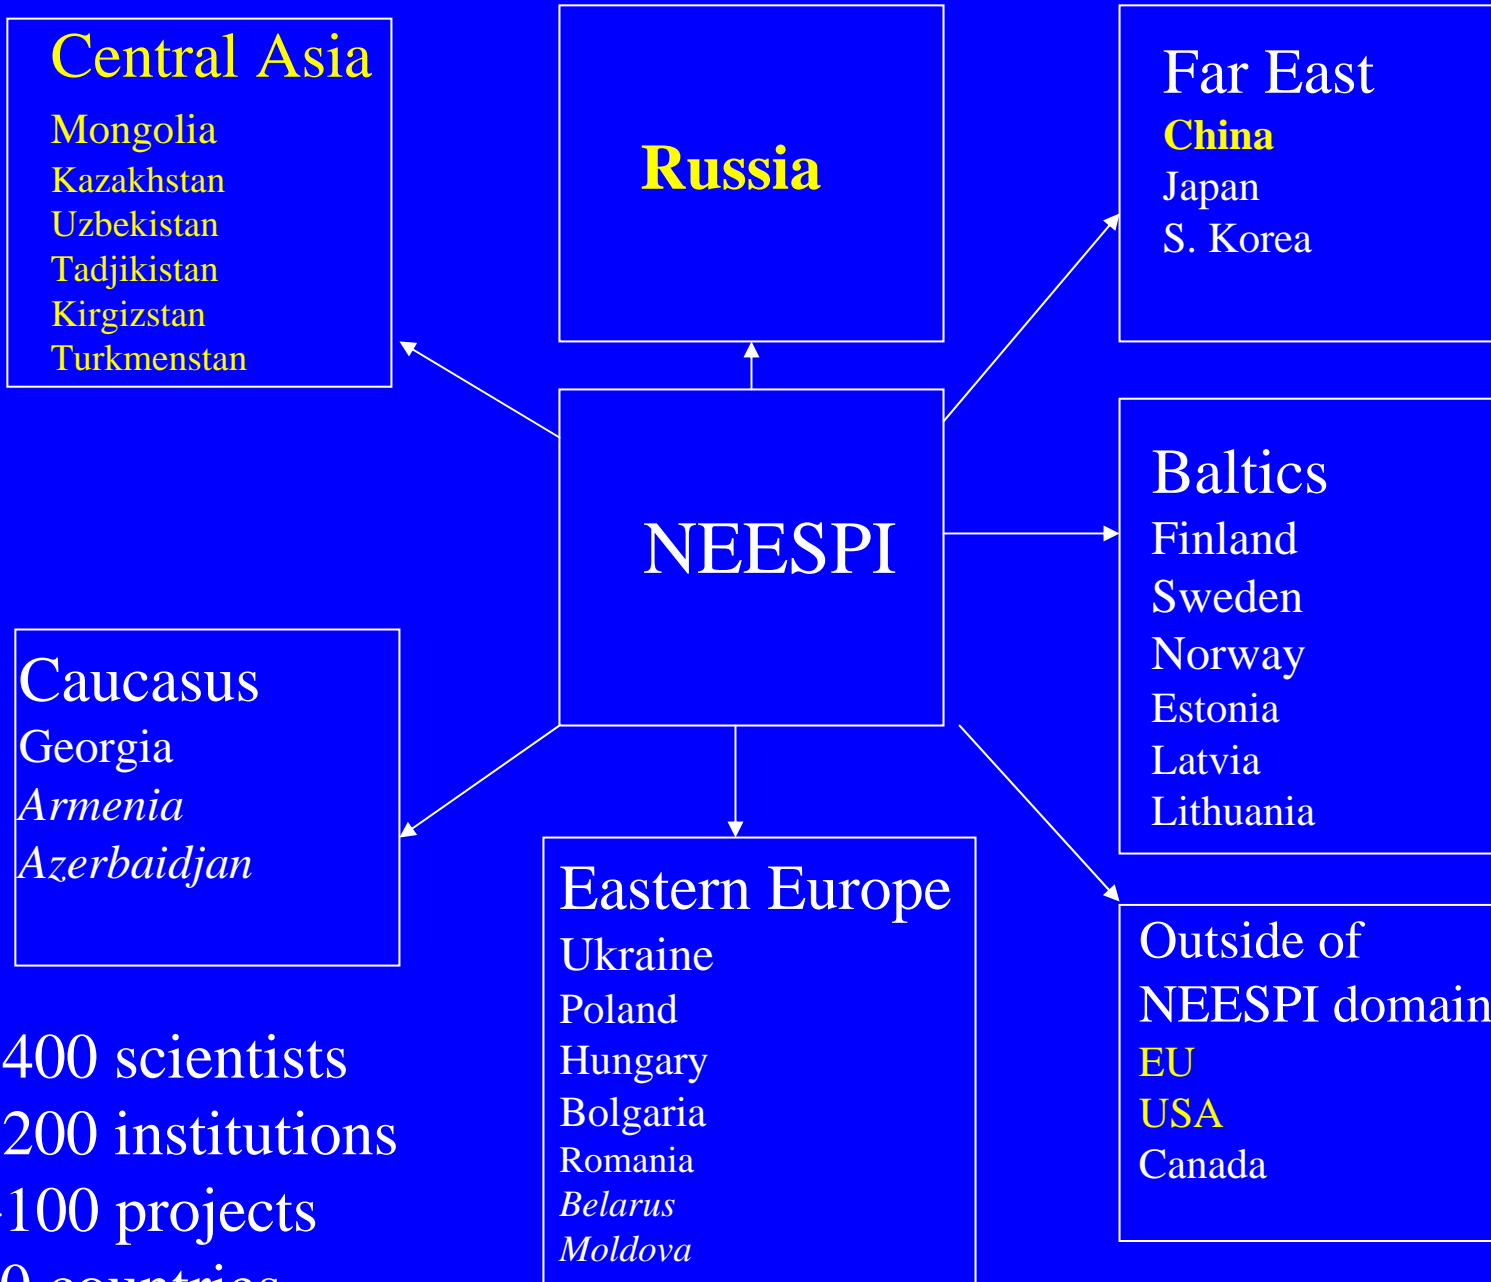 Central Asia
Mongolia
Kazakhstan
Uzbekistan
Tadjikistan
Kirgizstan
Turkmenstan
Russia
Far East
China
Japan
S. Korea
NEESPI
Baltics
Finland
Sweden
Norway
Estonia
Latvia
Lithuania
Caucasus
Georgia
Armenia
Azerbaidjan
Eastern Europe
Ukraine
Poland
Hungary
Bolgaria
Romania
Belarus
Moldova
Outside of
NEESPI domain
EU
USA
Canada
400 scientists
200 institutions
100 projects
countries